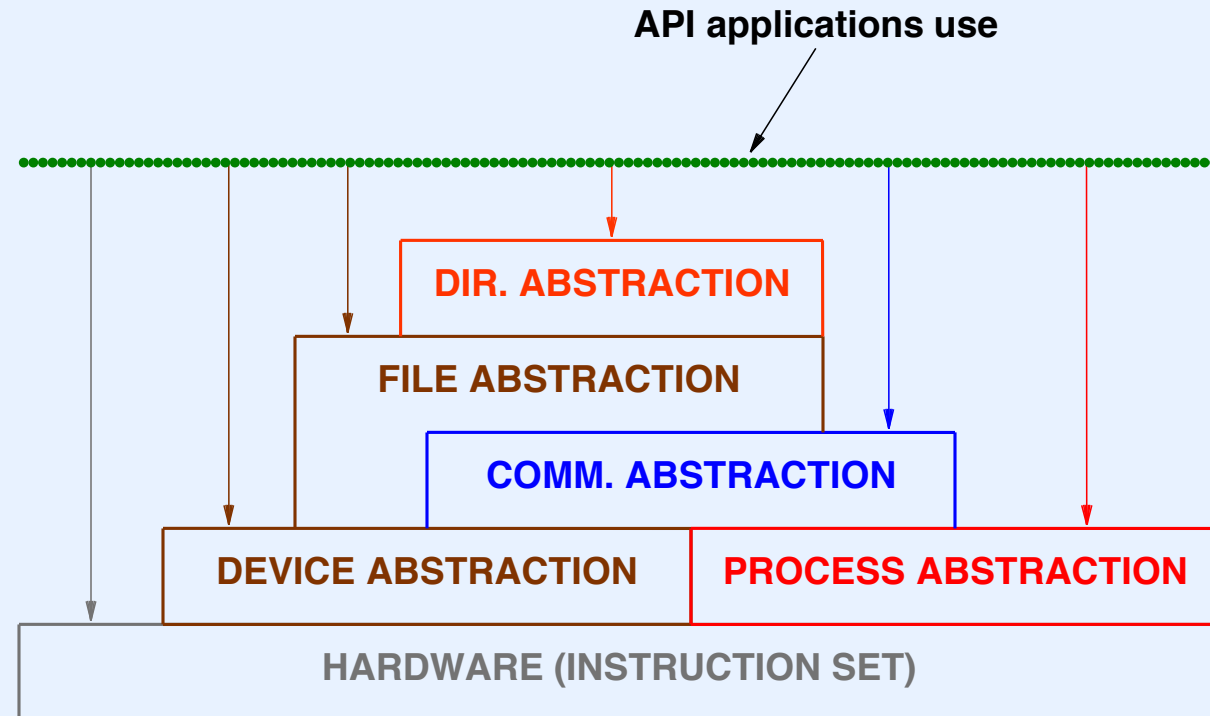 API applications use
DIR. ABSTRACTION
FILE ABSTRACTION
COMM. ABSTRACTION
DEVICE ABSTRACTION
PROCESS ABSTRACTION
HARDWARE (INSTRUCTION SET)